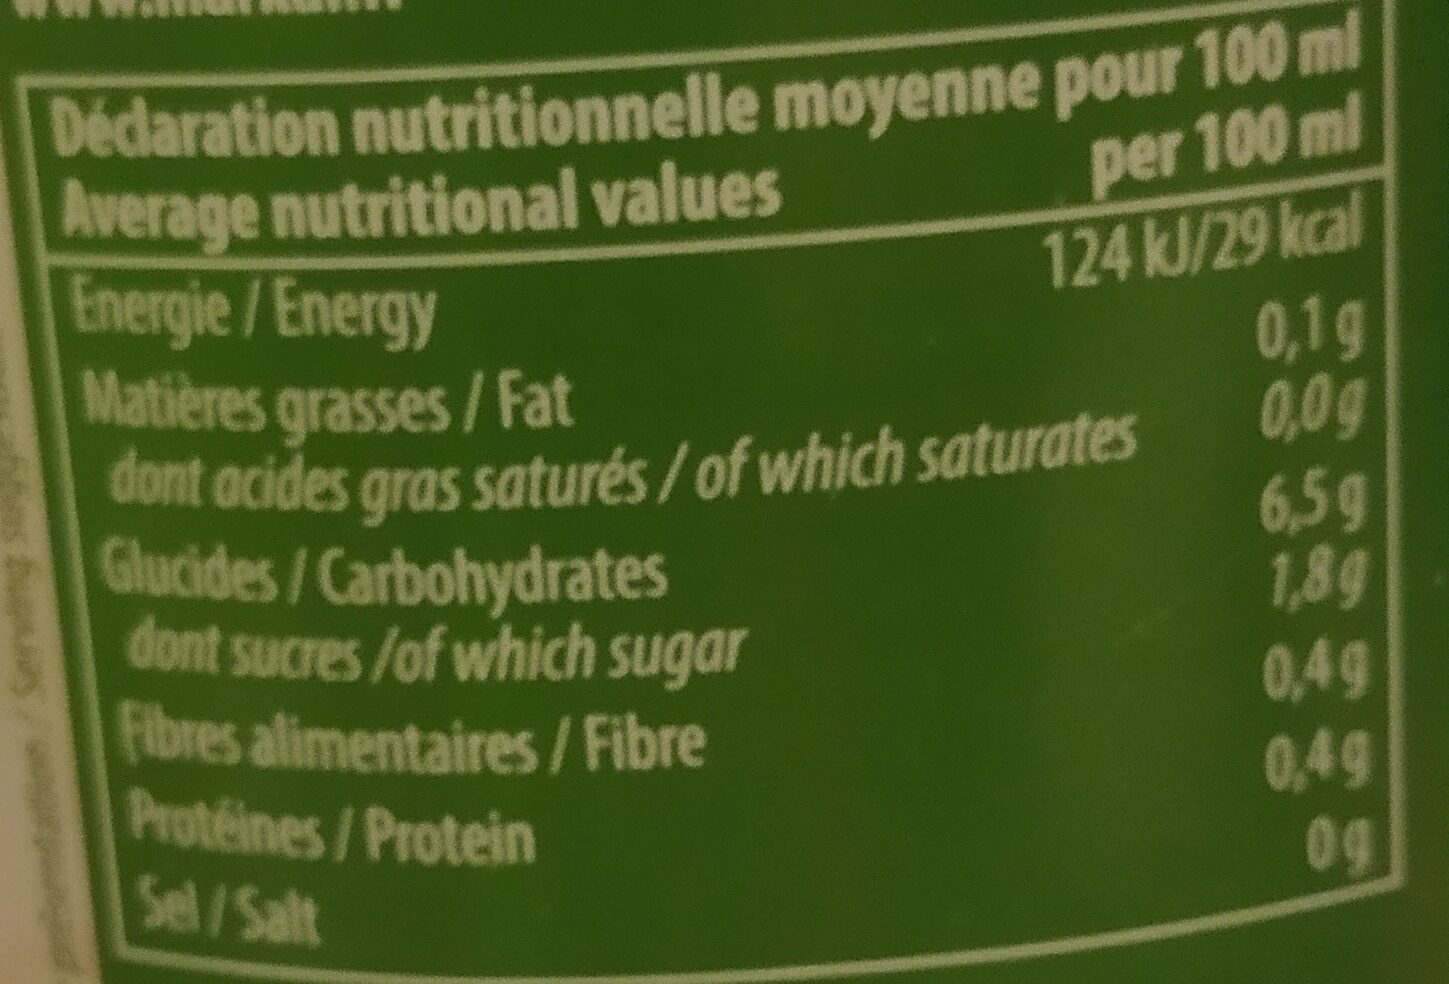 Déclaration nutritionnelle moyenne pour 100 ml
Average nutritional values per 100 ml
Energie / Energy 124 kJ/29 kcal
Matières grasses / Fat 0,1 g
dont acides gras saturés / of which saturates 0,0 g
Glucides / Carbohydrates 6,5 g
dont sucres /of which sugar 1,8 g
Fibres alimentaires / Fibre 0,4 g
Protéines / Protein 0,4 g
Sel / Salt 0 g